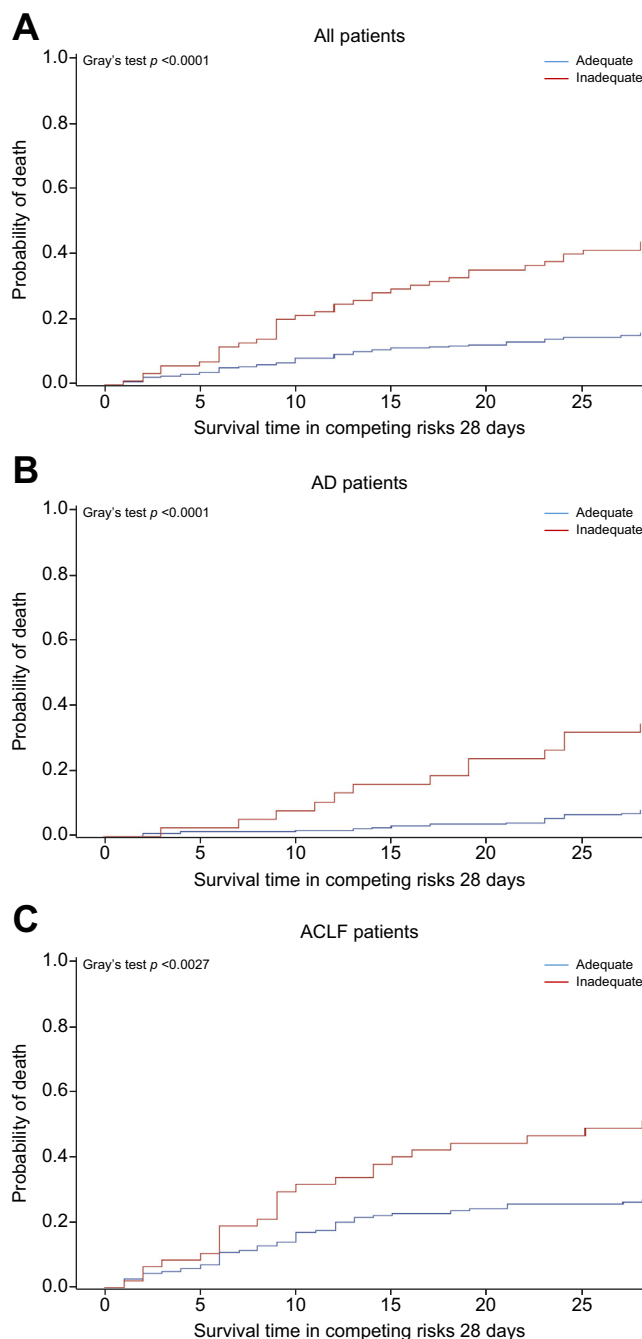 A
All patients
Gray's test p <0.0001
Adequate
Inadequate
1.0
0.8
0.6
0.4
0.2
0.0
Probability of death
0 5 10 15 20 25
Survival time in competing risks 28 days
B
AD patients
Gray's test p <0.0001
Adequate
Inadequate
1.0
0.8
0.6
0.4
0.2
0.0
Probability of death
0 5 10 15 20 25
Survival time in competing risks 28 days
C
ACLF patients
Gray's test p <0.0027
Adequate
Inadequate
1.0
0.8
0.6
0.4
0.2
0.0
Probability of death
0 5 10 15 20 25
Survival time in competing risks 28 days